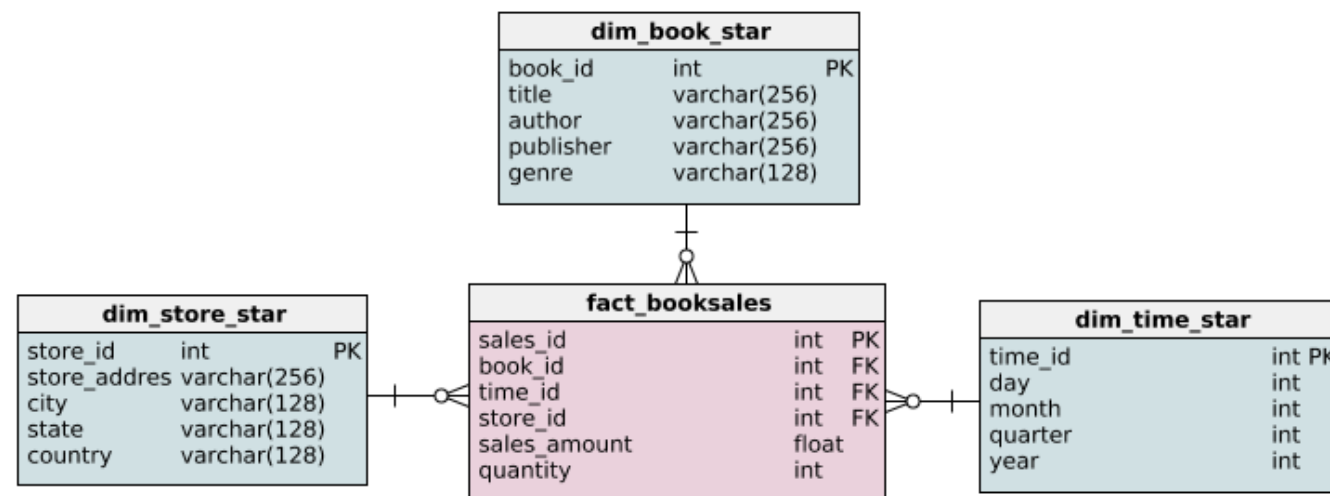 dim_book_star
book_id int PK
title varchar(256)
author varchar(256)
publisher varchar(256)
genre varchar(128)
dim_store_star
store_id int PK
store_addres varchar(256)
city varchar(128)
state varchar(128)
country varchar(128)
fact_booksales
sales_id int PK
book_id int FK
time_id int FK
store_id int FK
sales_amount float
quantity int
dim_time_star
time_id int PK
day int
month int
quarter int
year int